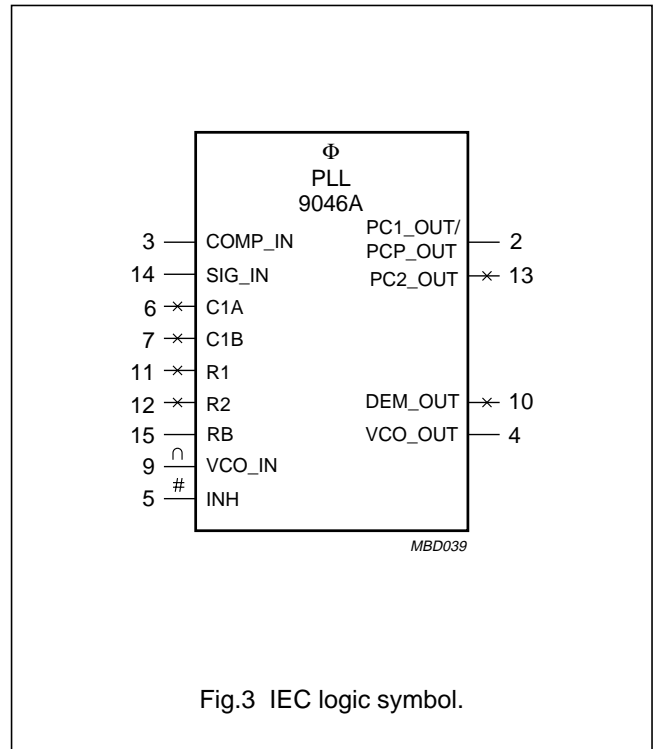 Φ
PLL
9046A
3 COMP_IN
14 SIG_IN
6 C1A
7 C1B
11 R1
12 R2
15 RB
9 ∩ VCO_IN
5 # INH
PC1_OUT/
PCP_OUT 2
PC2_OUT 13
DEM_OUT 10
VCO_OUT 4
MBD039
Fig.3 IEC logic symbol.